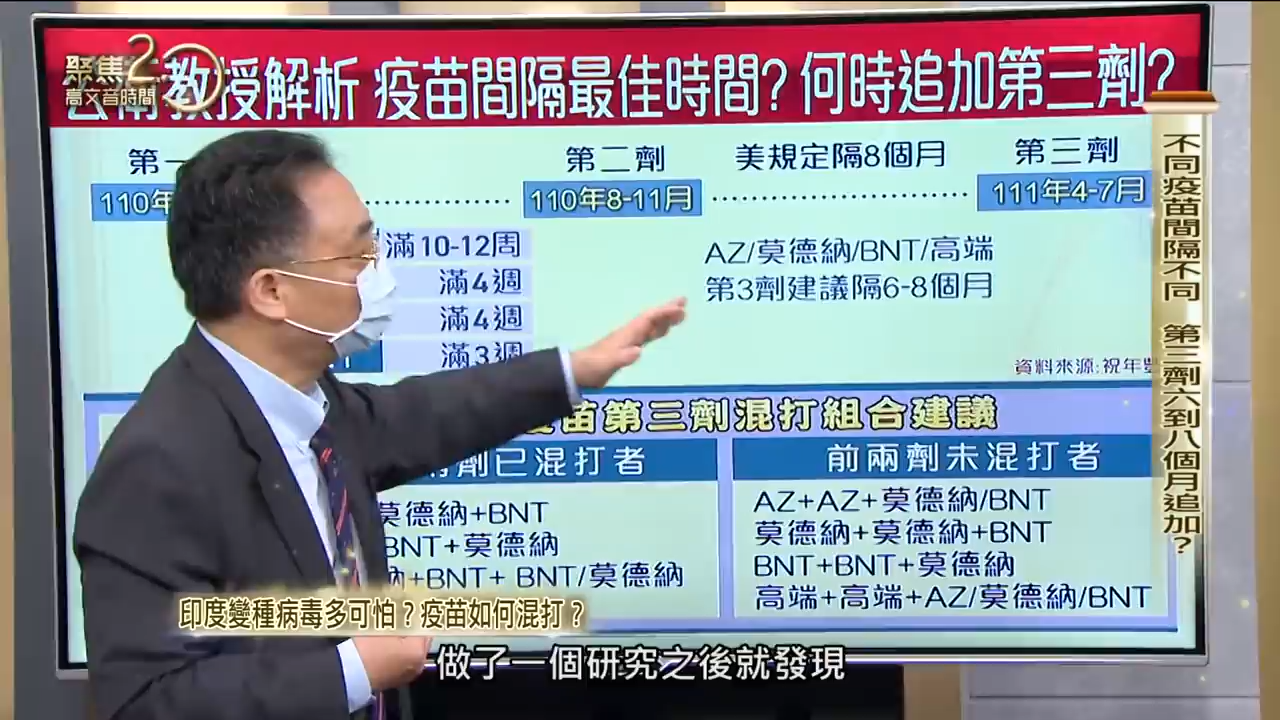 聚焦2.0
高文音時間
教授解析 疫苗間隔最佳時間? 何時追加第三劑?
第一
第二劑
美規定隔8個月
第三劑
110年
110年8-11月
111年4-7月
滿10-12周
滿4週
滿4週
滿3週
AZ/莫德納/BNT/高端
第3劑建議隔6-8個月
資料來源:祝年豐
苗第三劑混打組合建議
劑已混打者
莫德納+BNT
BNT+莫德納
+BNT+ BNT/莫德納
前兩劑未混打者
AZ+AZ+莫德納/BNT
莫德納+莫德納+BNT
BNT+BNT+莫德納
高端+高端+AZ/莫德納/BNT
不同疫苗間隔不同 第三劑六到八個月追加?
印度變種病毒多可怕?疫苗如何混打?
做了一個研究之後就發現